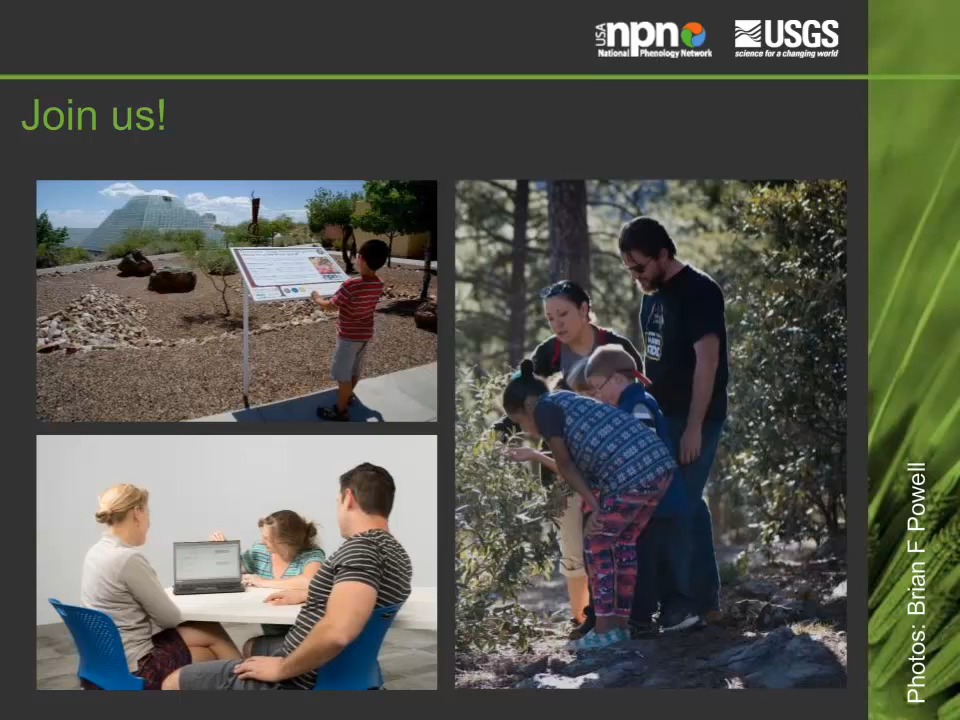 USA npn
National Phenology Network
USGS
science for a changing world
Join us!
Photos: Brian F Powell